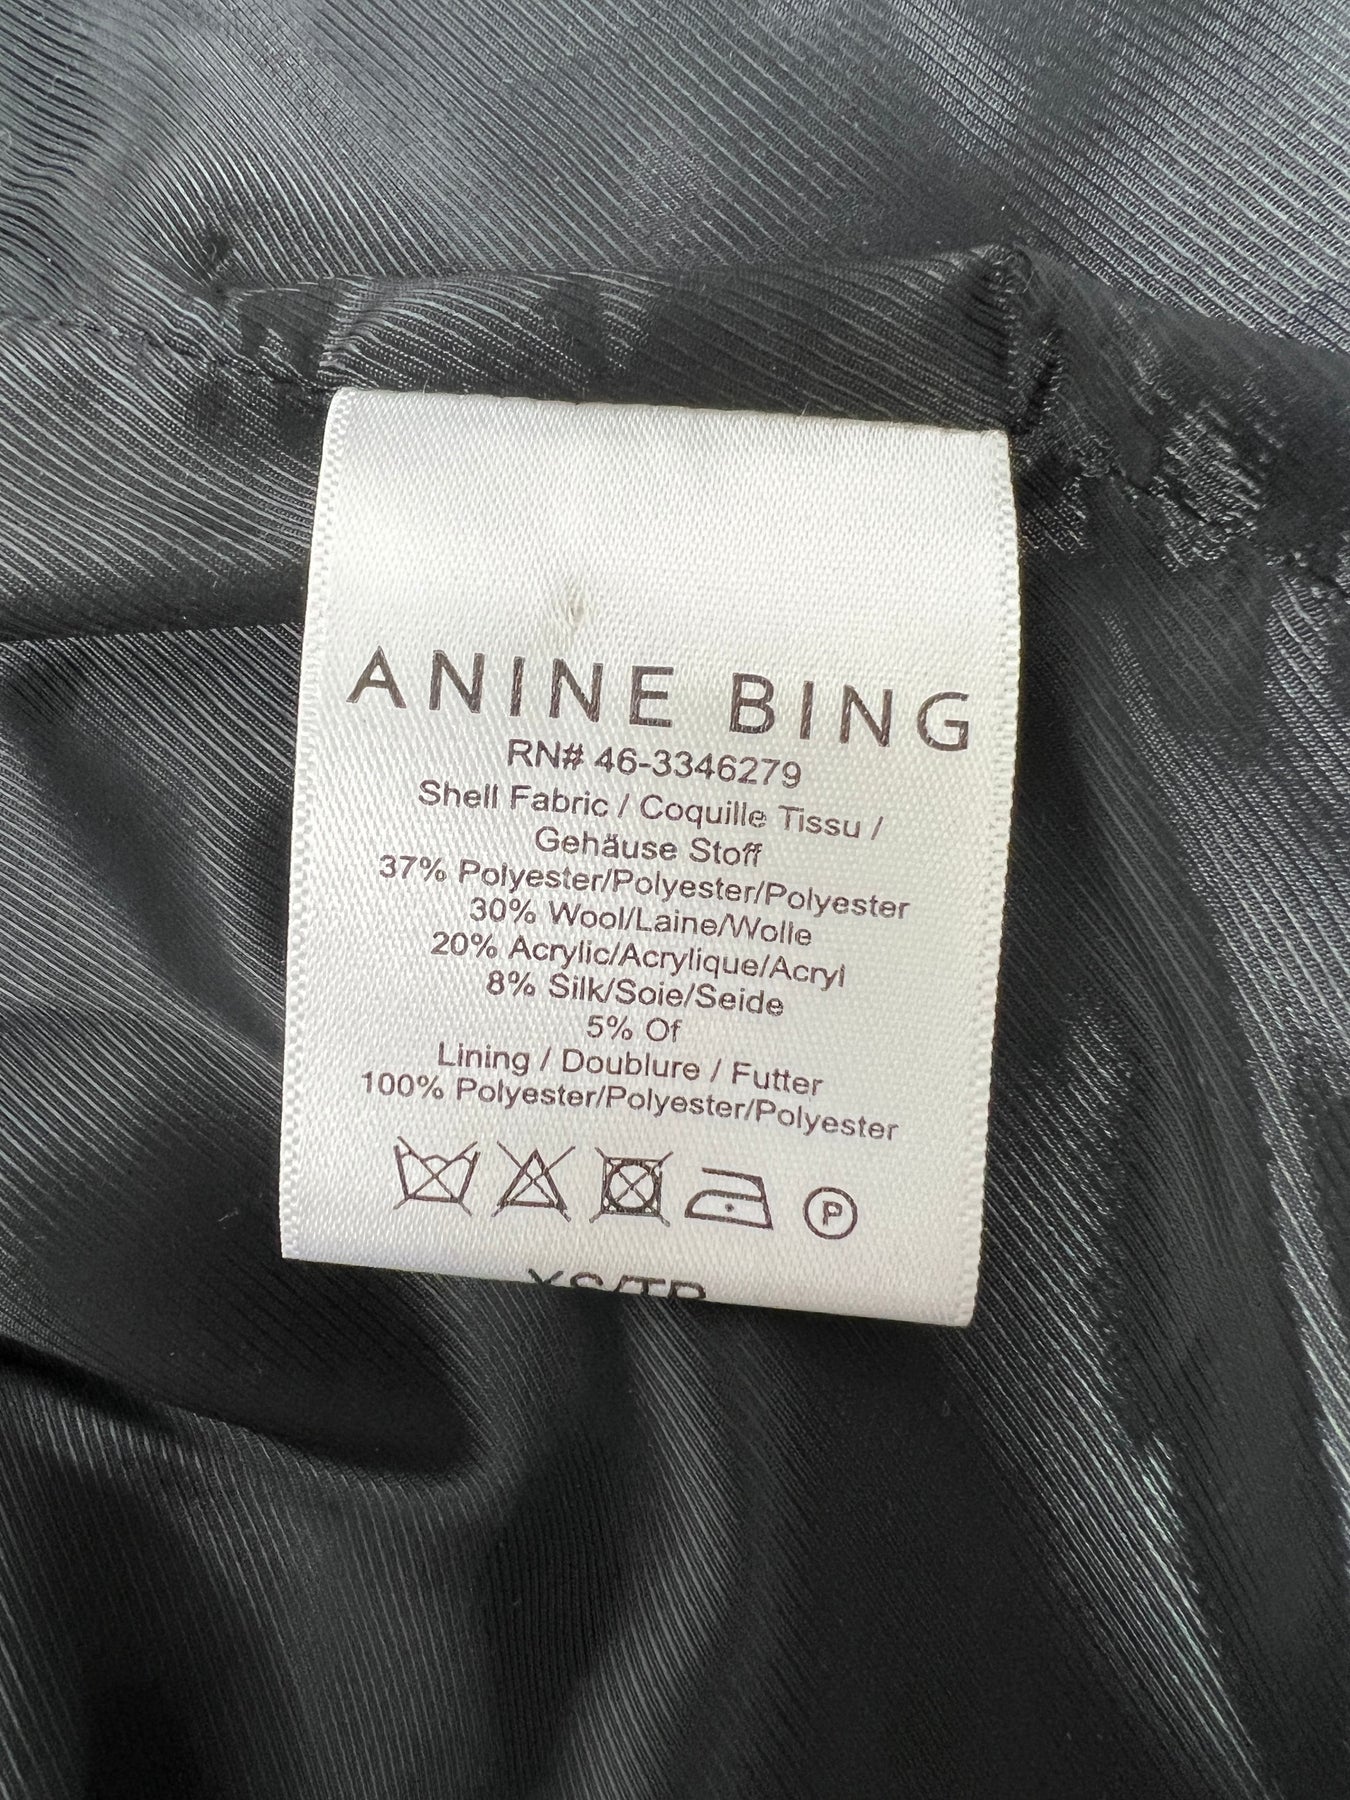 ANINE BING
RN# 46-3346279
Shell Fabric / Coquille Tissu /
Gehäuse Stoff
37% Polyester/Polyester/Polyester
30% Wool/Laine/Wolle
20% Acrylic/Acrylique/Acryl
8% Silk/Soie/Seide
5% Of
Lining / Doublure / Futter
100% Polyester/Polyester/Polyester
P